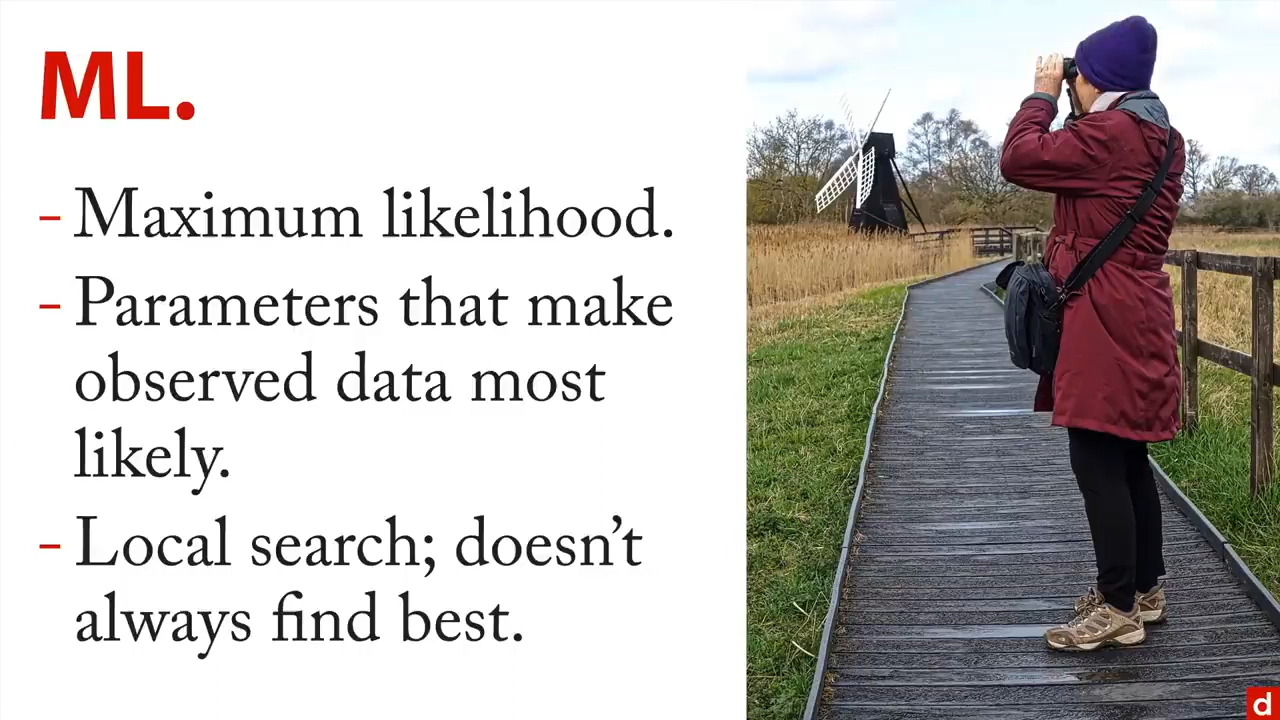 ML.
- Maximum likelihood.
- Parameters that make
observed data most
likely.
- Local search; doesn’t
always find best.
d